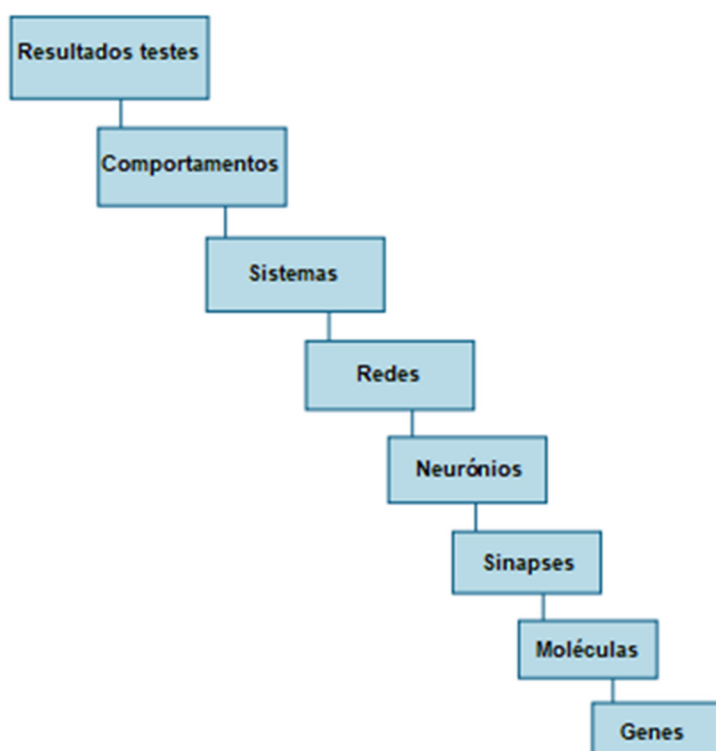 Resultados testes
Comportamentos
Sistemas
Redes
Neurónios
Sinapses
Moléculas
Genes